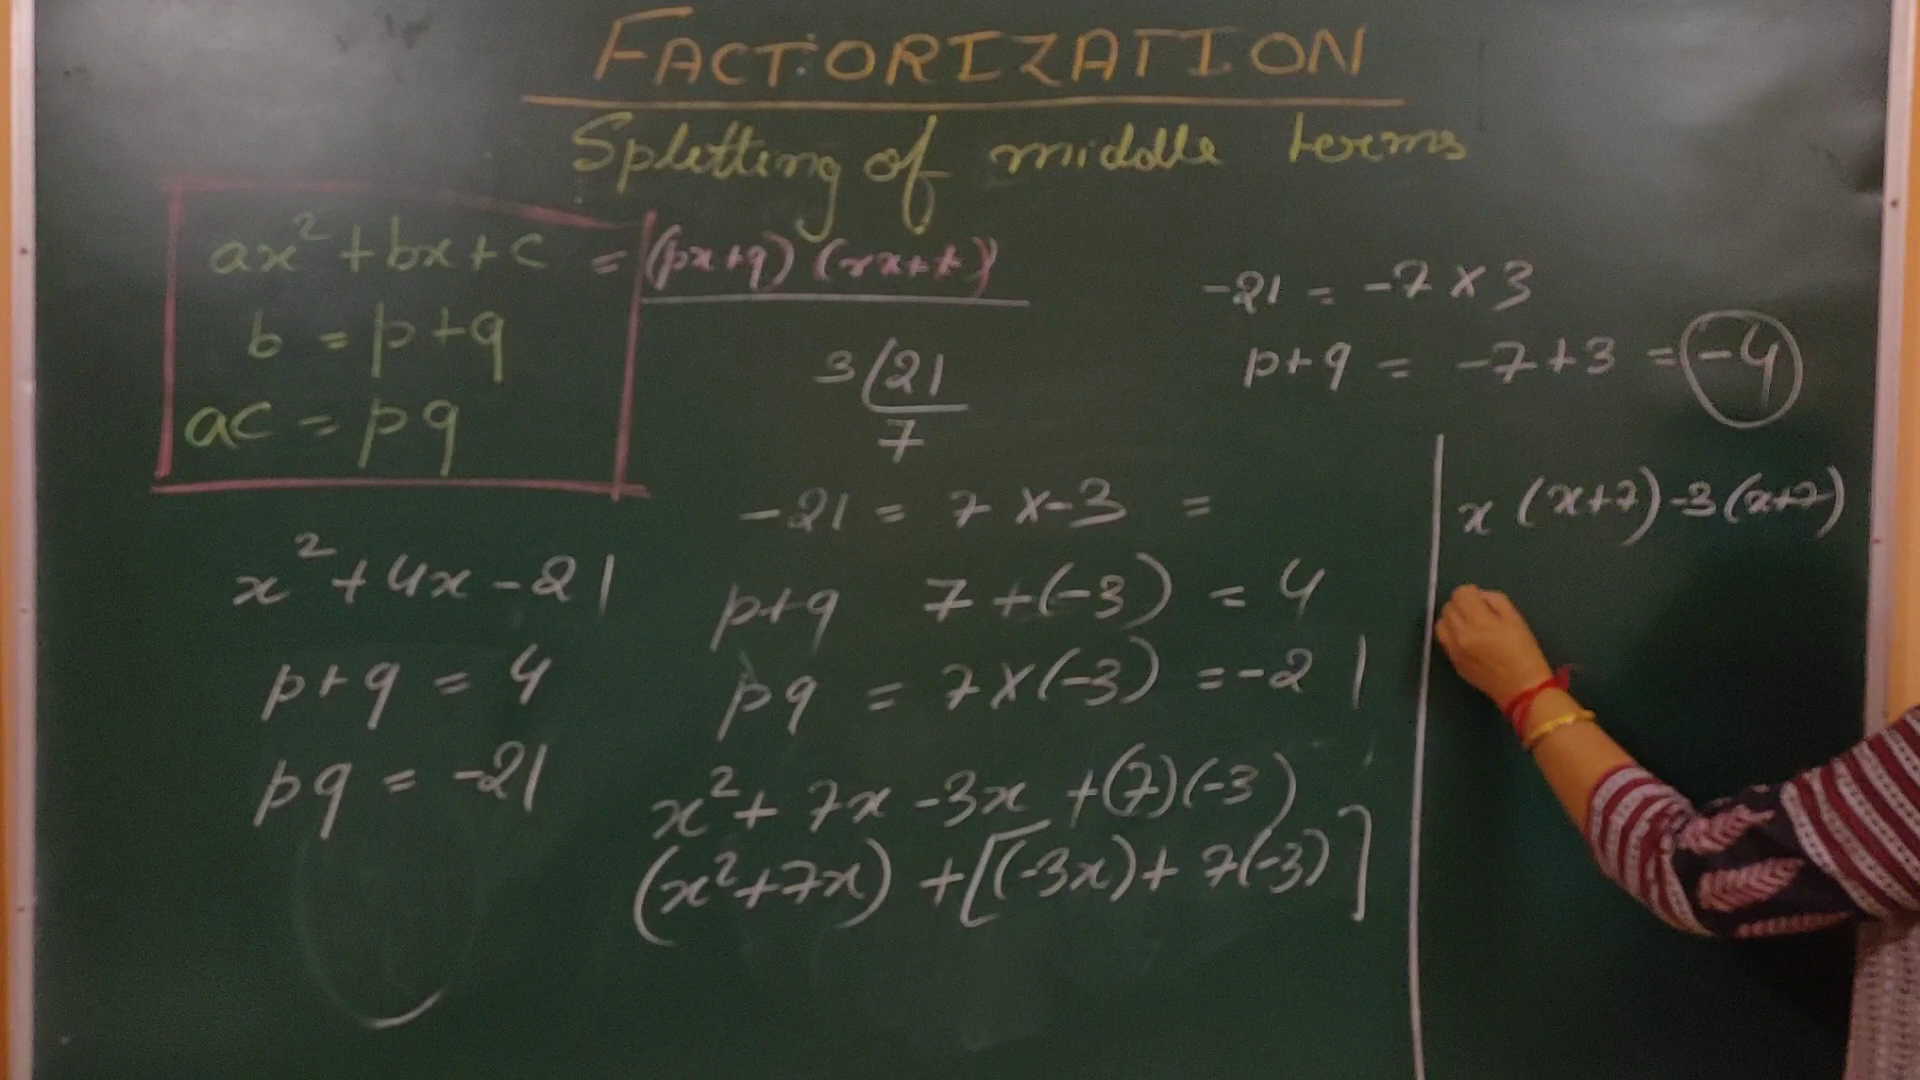 FACTORIZATION
Splitting of middle terms
ax² + bx + c = (px+q) (rx+t)
b = p+q
ac = pq
3 21
7
-21 = -7 × 3
p+q = -7+3 = -4
x² + 4x - 21
p+q = 4
pq = -21
-21 = 7 × -3 =
p+q 7 + (-3) = 4
pq = 7×(-3) = -21
x² + 7x - 3x + (7)(-3)
(x²+7x) + [(-3x) + 7(-3)]
x (x+7) -3 (x+7)